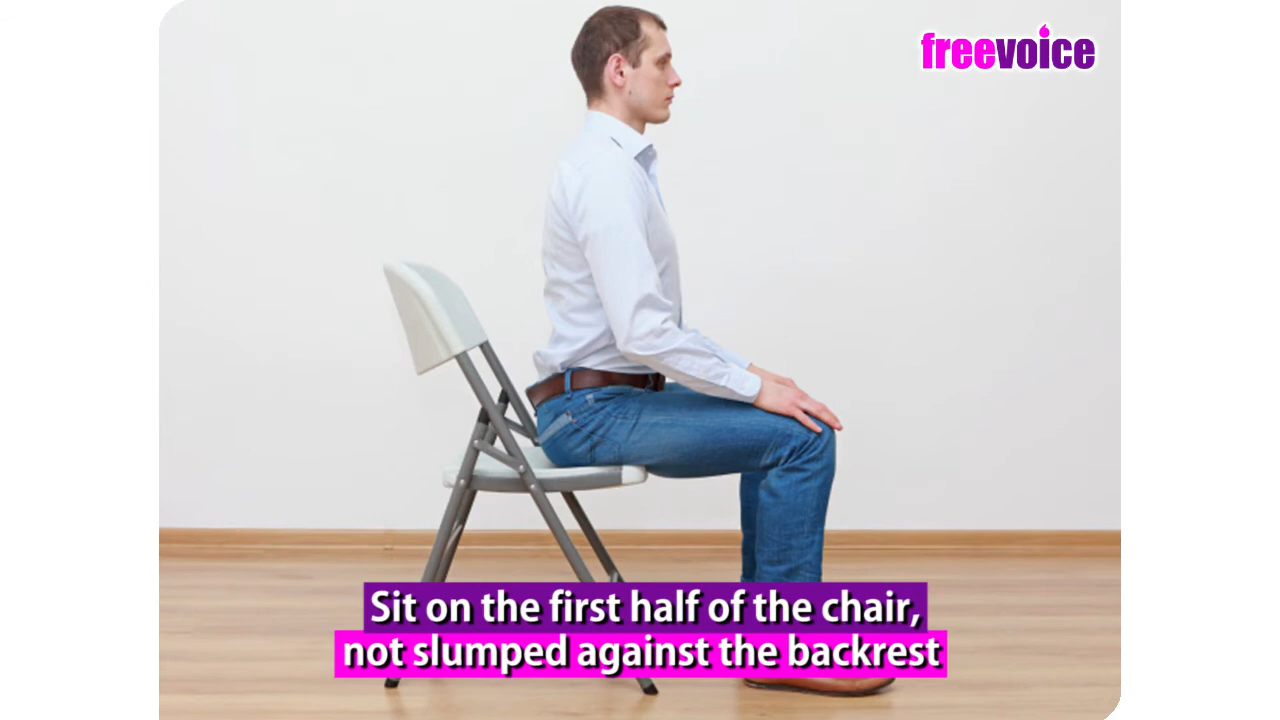 freevoice
Sit on the first half of the chair,
not slumped against the backrest